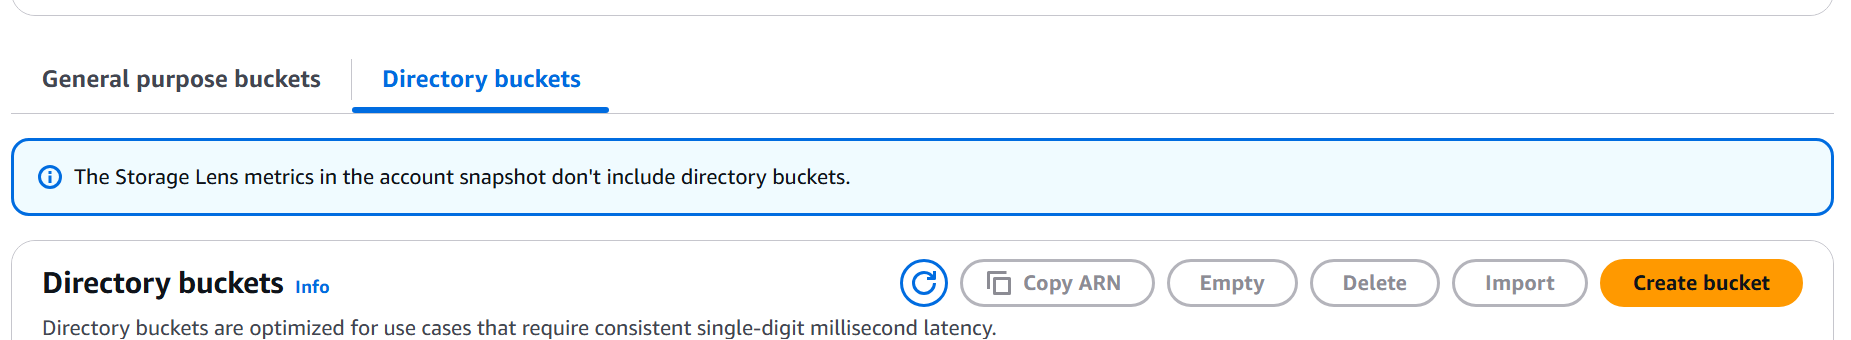 General purpose buckets
Directory buckets
The Storage Lens metrics in the account snapshot don't include directory buckets.
Directory buckets Info
Copy ARN
Empty
Delete
Import
Create bucket
Directory buckets are optimized for use cases that require consistent single-digit millisecond latency.